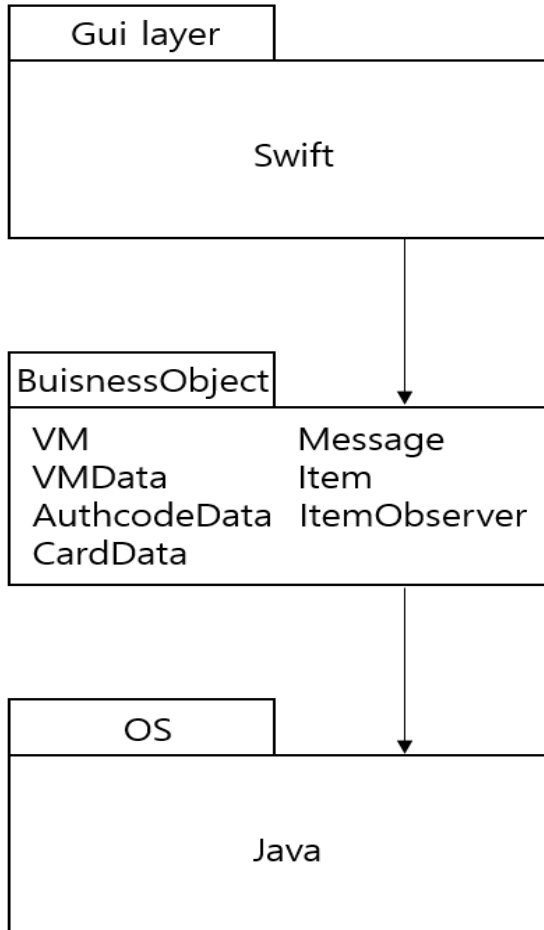 Gui layer
Swift
BuisnessObject
VM
VMData
AuthcodeData
CardData
Message
Item
ItemObserver
OS
Java